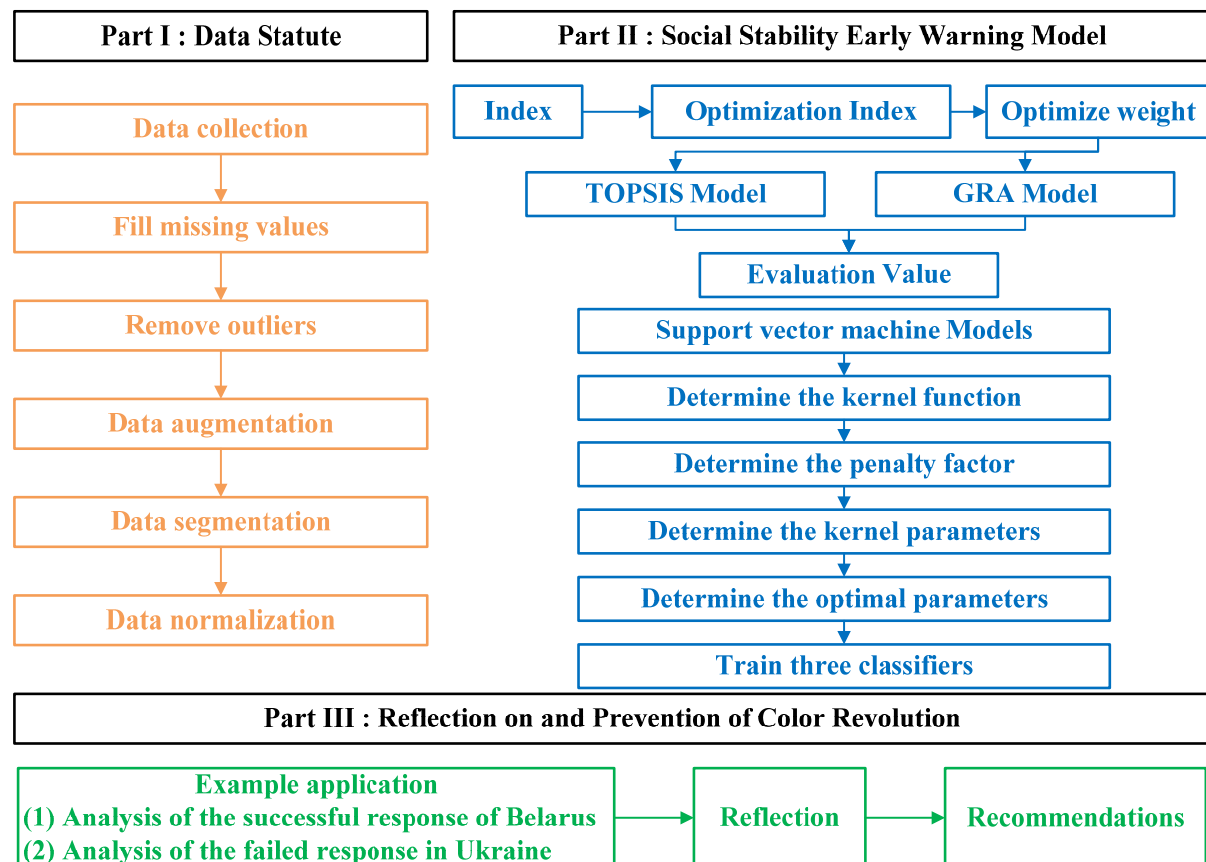 Part I : Data Statute
Data collection
Fill missing values
Remove outliers
Data augmentation
Data segmentation
Data normalization
Part II : Social Stability Early Warning Model
Index
Optimization Index
Optimize weight
TOPSIS Model
GRA Model
Evaluation Value
Support vector machine Models
Determine the kernel function
Determine the penalty factor
Determine the kernel parameters
Determine the optimal parameters
Train three classifiers
Part III : Reflection on and Prevention of Color Revolution
Example application
(1) Analysis of the successful response of Belarus
(2) Analysis of the failed response in Ukraine
Reflection
Recommendations